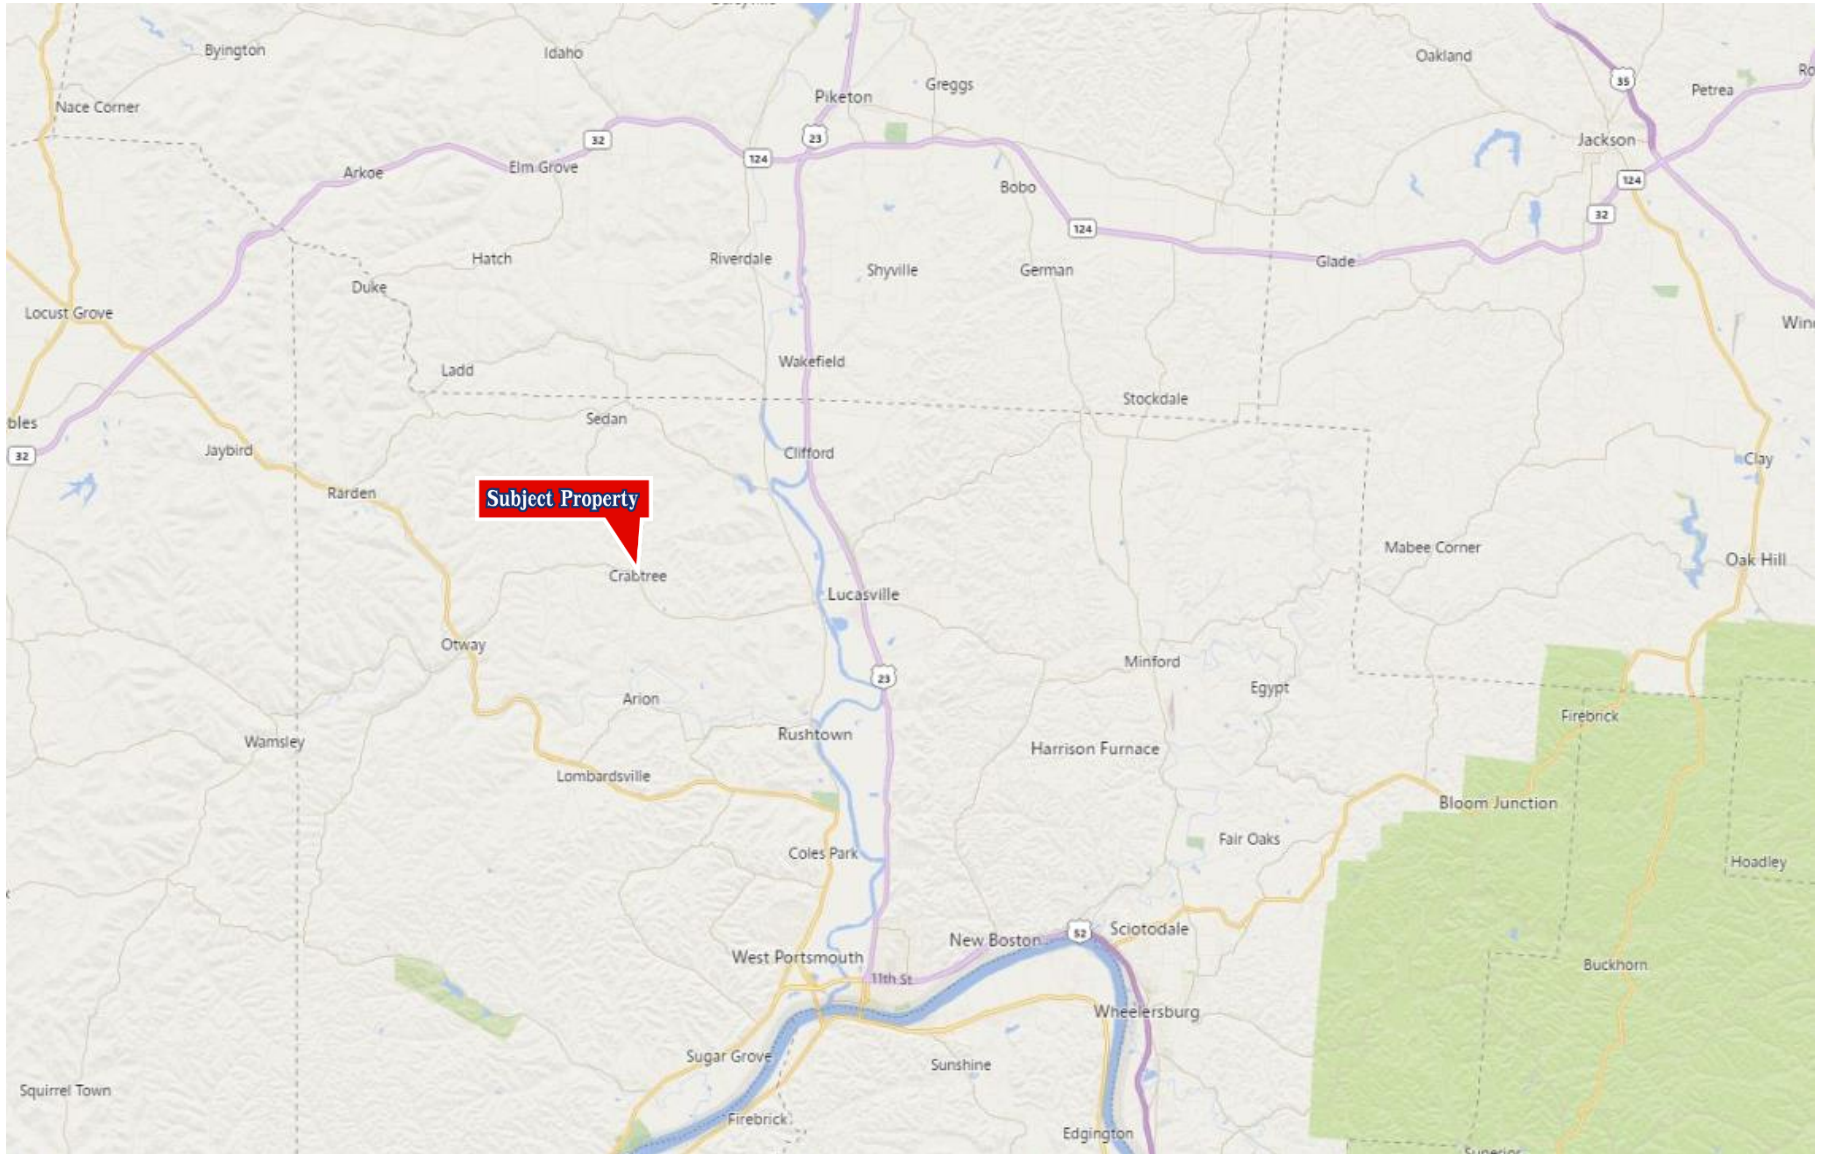 Byington
Idaho
Oakland
Greggs
35
Petrea
Nace Corner
Piketon
32
23
124
Jackson
Arkoe
Elm Grove
Bobo
124
32
124
Hatch
Riverdale
Shyville
German
Glade
Duke
Locust Grove
Wakefield
Ladd
Stockdale
Sedan
bles
32
Jaybird
Clifford
Clay
Rarden
Subject Property
Mabee Corner
Oak Hill
Crabtree
Lucasville
Otway
23
Minford
Egypt
Arion
Firebrick
Wamsley
Rushtown
Harrison Furnace
Lombardsville
Bloom Junction
Fair Oaks
Coles Park
Hoadley
52
Sciotodale
New Boston
West Portsmouth
11th St
Buckhorn
Wheelersburg
Sugar Grove
Sunshine
Squirrel Town
Firebrick
Edgington